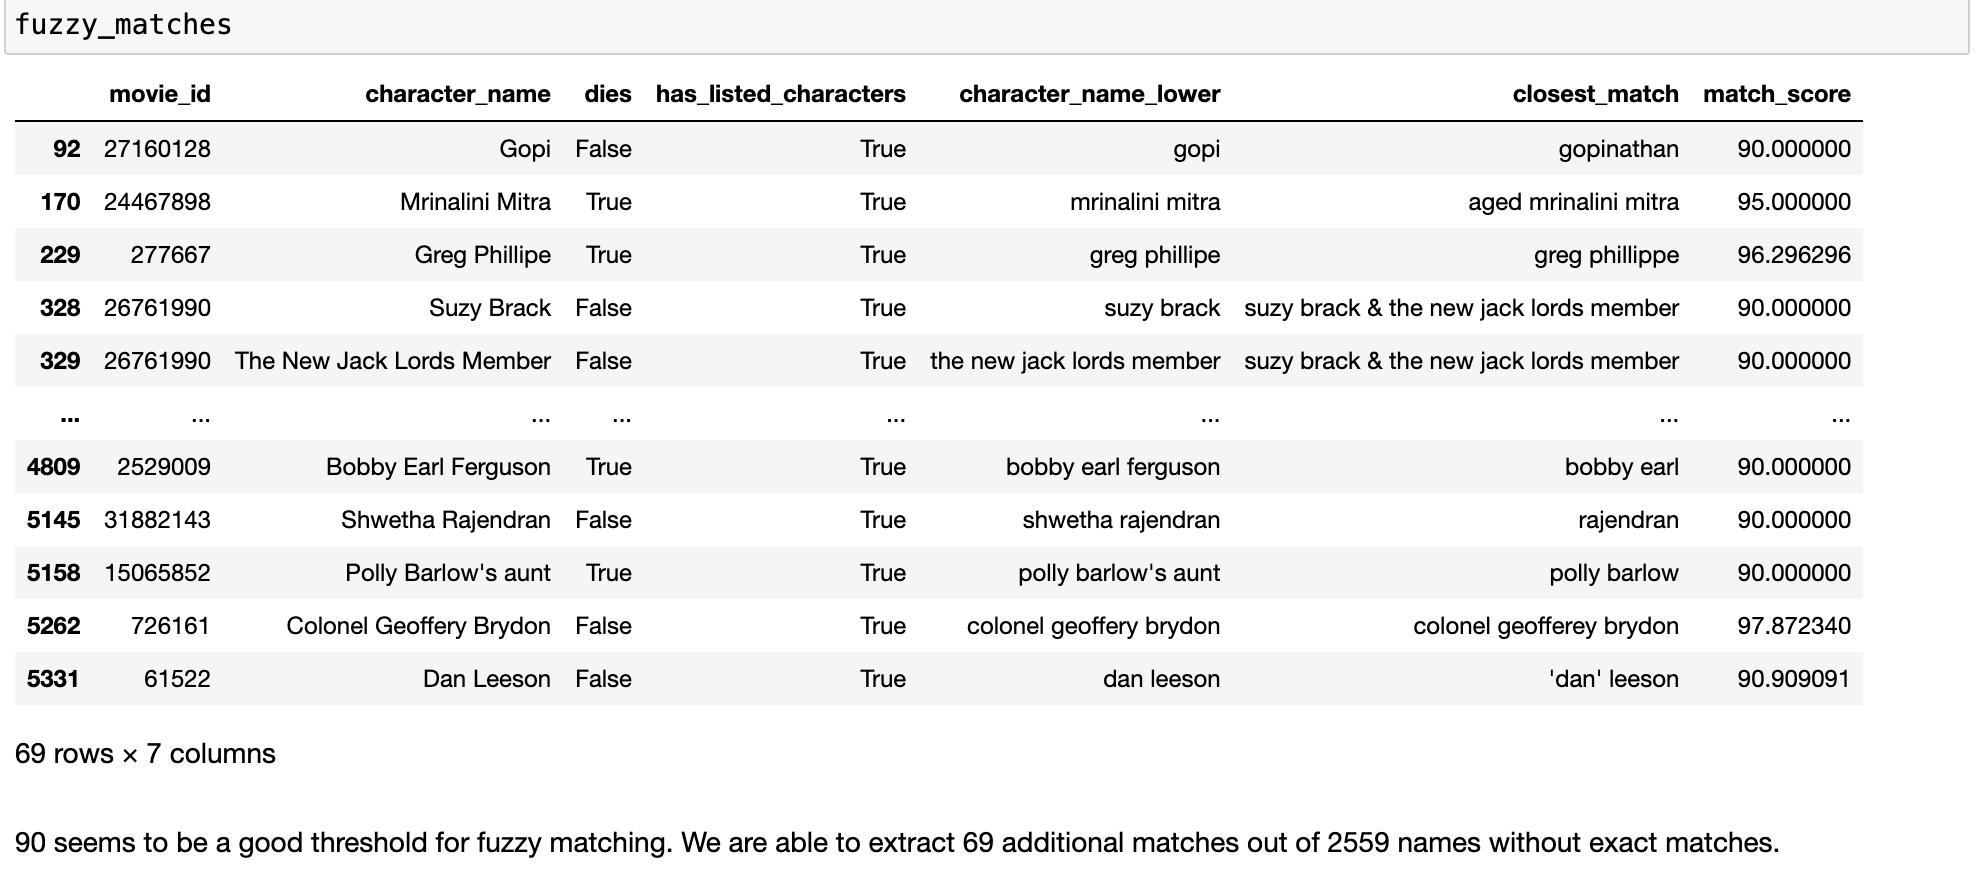 fuzzy_matches
movie_id character_name dies has_listed_characters character_name_lower closest_match match_score
92 27160128 Gopi False True gopi gopinathan 90.000000
170 24467898 Mrinalini Mitra True True mrinalini mitra aged mrinalini mitra 95.000000
229 277667 Greg Phillipe True True greg phillipe greg phillippe 96.296296
328 26761990 Suzy Brack False True suzy brack suzy brack & the new jack lords member 90.000000
329 26761990 The New Jack Lords Member False True the new jack lords member suzy brack & the new jack lords member 90.000000
... ... ... ... ... ... ... ...
4809 2529009 Bobby Earl Ferguson True True bobby earl ferguson bobby earl 90.000000
5145 31882143 Shwetha Rajendran False True shwetha rajendran rajendran 90.000000
5158 15065852 Polly Barlow's aunt True True polly barlow's aunt polly barlow 90.000000
5262 726161 Colonel Geoffery Brydon False True colonel geoffery brydon colonel geofferey brydon 97.872340
5331 61522 Dan Leeson False True dan leeson 'dan' leeson 90.909091
69 rows × 7 columns
90 seems to be a good threshold for fuzzy matching. We are able to extract 69 additional matches out of 2559 names without exact matches.